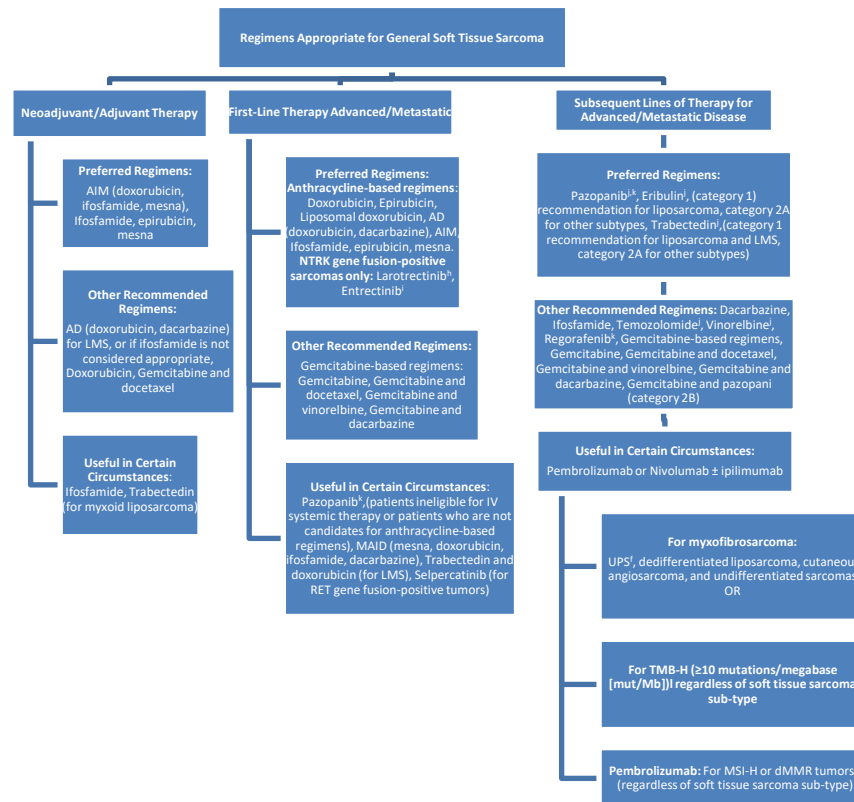 Regimens Appropriate for General Soft Tissue Sarcoma
Neoadjuvant/Adjuvant Therapy
Preferred Regimens:
AIM (doxorubicin,
ifosfamide, mesna),
Ifosfamide, epirubicin,
mesna
Other Recommended
Regimens:
AD (doxorubicin, dacarbazine)
for LMS, or if ifosfamide is not
considered appropriate,
Doxorubicin, Gemcitabine and
docetaxel
Useful in Certain
Circumstances:
Ifosfamide, Trabectedin
(for myxoid liposarcoma)
First-Line Therapy Advanced/Metastatic
Preferred Regimens:
Anthracycline-based regimens:
Doxorubicin, Epirubicin,
Liposomal doxorubicin, AD
(doxorubicin, dacarbazine), AIM,
Ifosfamide, epirubicin, mesna.
NTRK gene fusion-positive
sarcomas only: Larotrectinibʰ,
Entrectinibⁱ
Other Recommended Regimens:
Gemcitabine-based regimens:
Gemcitabine, Gemcitabine and
docetaxel, Gemcitabine and
vinorelbine, Gemcitabine and
dacarbazine
Useful in Certain Circumstances:
Pazopanibᵏ,(patients ineligible for IV
systemic therapy or patients who are not
candidates for anthracycline-based
regimens), MAID (mesna, doxorubicin,
ifosfamide, dacarbazine), Trabectedin and
doxorubicin (for LMS), Selpercatinib (for
RET gene fusion-positive tumors)
Subsequent Lines of Therapy for
Advanced/Metastatic Disease
Preferred Regimens:
Pazopanibʲ,ᵏ, Eribulinʲ, (category 1)
recommendation for liposarcoma, category 2A
for other subtypes, Trabectedinʲ,(category 1
recommendation for liposarcoma and LMS,
category 2A for other subtypes)
Other Recommended Regimens: Dacarbazine,
Ifosfamide, Temozolomideʲ, Vinorelbineʲ,
Regorafenibᵏ, Gemcitabine-based regimens,
Gemcitabine, Gemcitabine and docetaxel,
Gemcitabine and vinorelbine, Gemcitabine and
dacarbazine, Gemcitabine and pazopani
(category 2B)
Useful in Certain Circumstances:
Pembrolizumab or Nivolumab ± ipilimumab
For myxofibrosarcoma:
UPSᶠ, dedifferentiated liposarcoma, cutaneous
angiosarcoma, and undifferentiated sarcomas
OR
For TMB-H (≥10 mutations/megabase
[mut/Mb])l regardless of soft tissue sarcoma
sub-type
Pembrolizumab: For MSI-H or dMMR tumors
(regardless of soft tissue sarcoma sub-type)